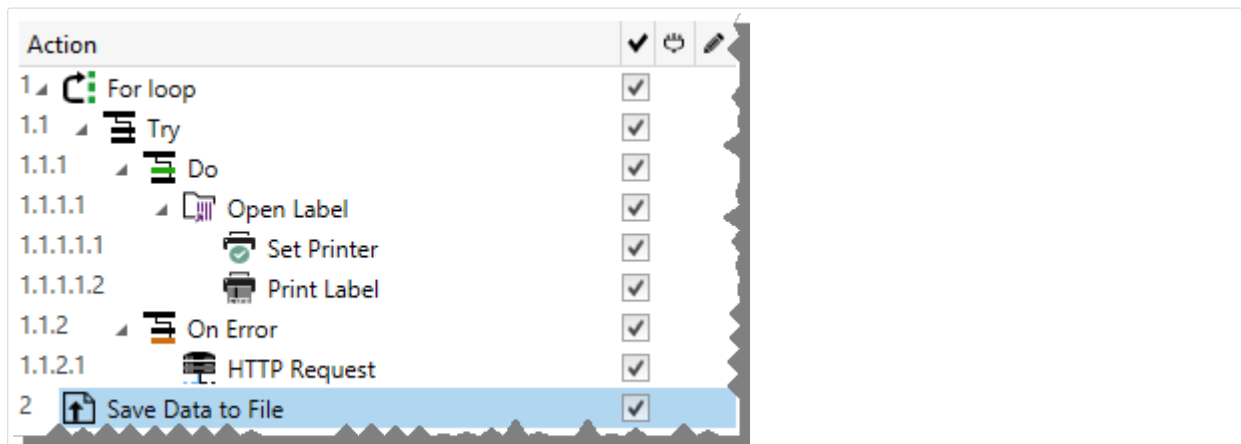 Action
1 For loop
1.1 Try
1.1.1 Do
1.1.1.1 Open Label
1.1.1.1.1 Set Printer
1.1.1.1.2 Print Label
1.1.2 On Error
1.1.2.1 HTTP Request
2 Save Data to File